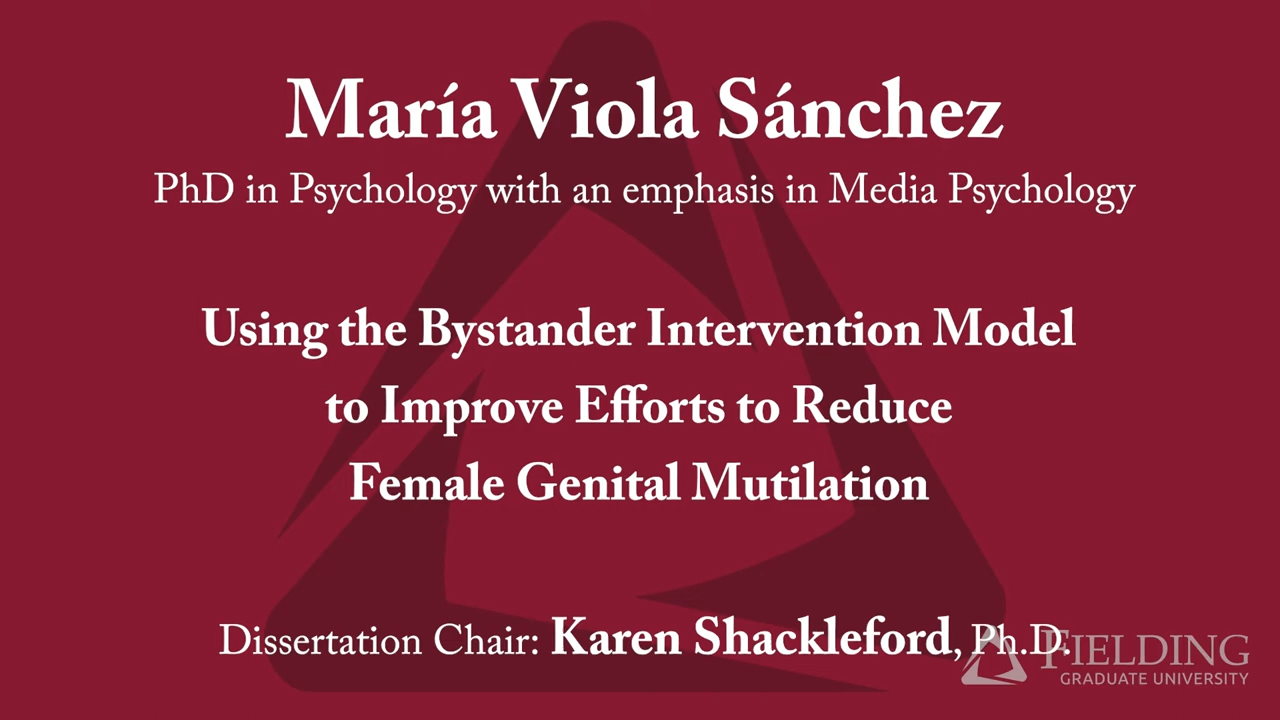 María Viola Sánchez
PhD in Psychology with an emphasis in Media Psychology
Using the Bystander Intervention Model
to Improve Efforts to Reduce
Female Genital Mutilation
Dissertation Chair: Karen Shackleford, Ph.D.
FIELDING
GRADUATE UNIVERSITY